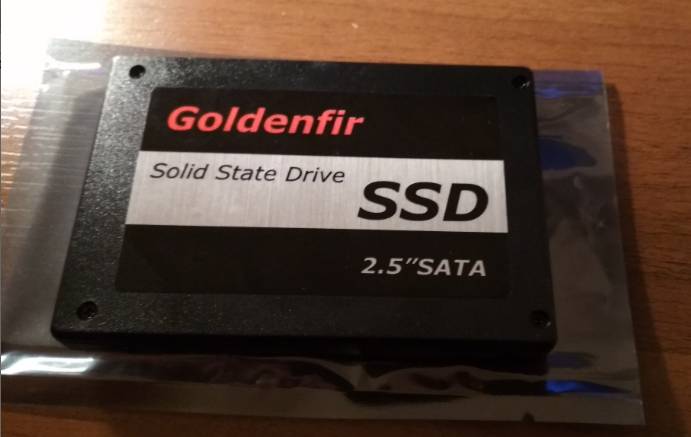 Goldenfir
Solid State Drive
SSD
2.5"SATA